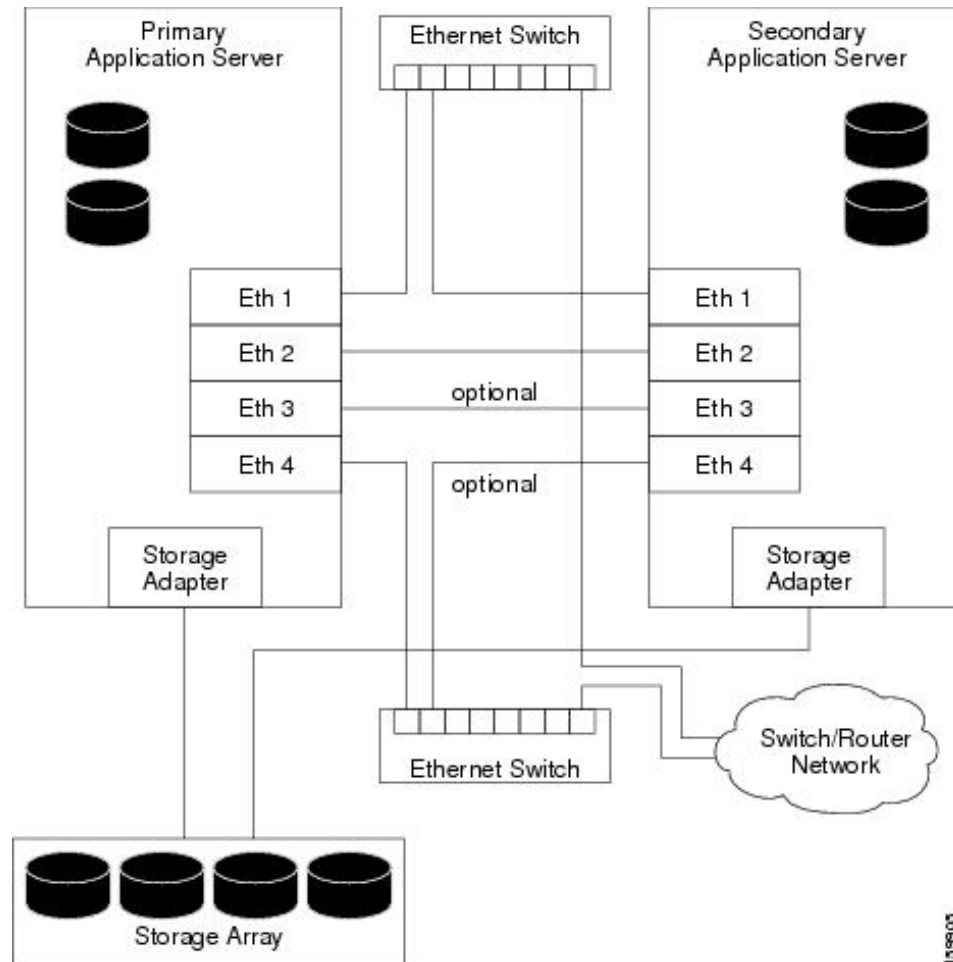 Primary
Application Server
Ethernet Switch
Secondary
Application Server
Eth 1
Eth 2
Eth 3
Eth 4
Eth 1
Eth 2
Eth 3
Eth 4
optional
optional
Storage
Adapter
Storage
Adapter
Ethernet Switch
Switch/Router
Network
Storage Array